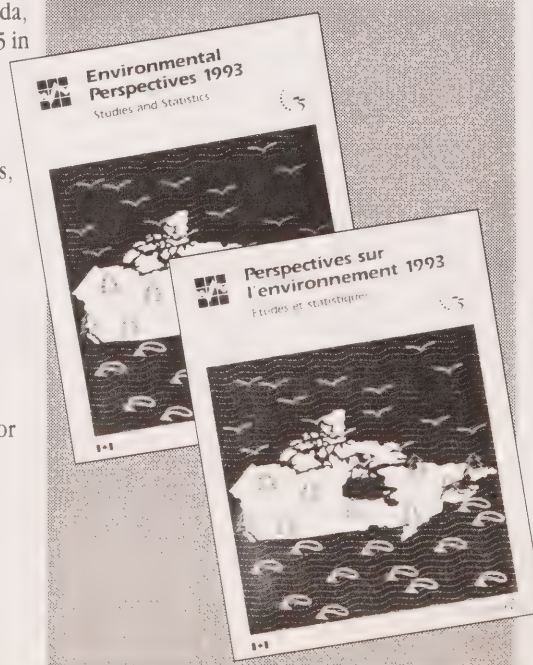 da,
5 in
s,
or
Environmental
Perspectives 1993
Studies and Statistics
Perspectives sur
l'environnement 1993
Études et statistiques